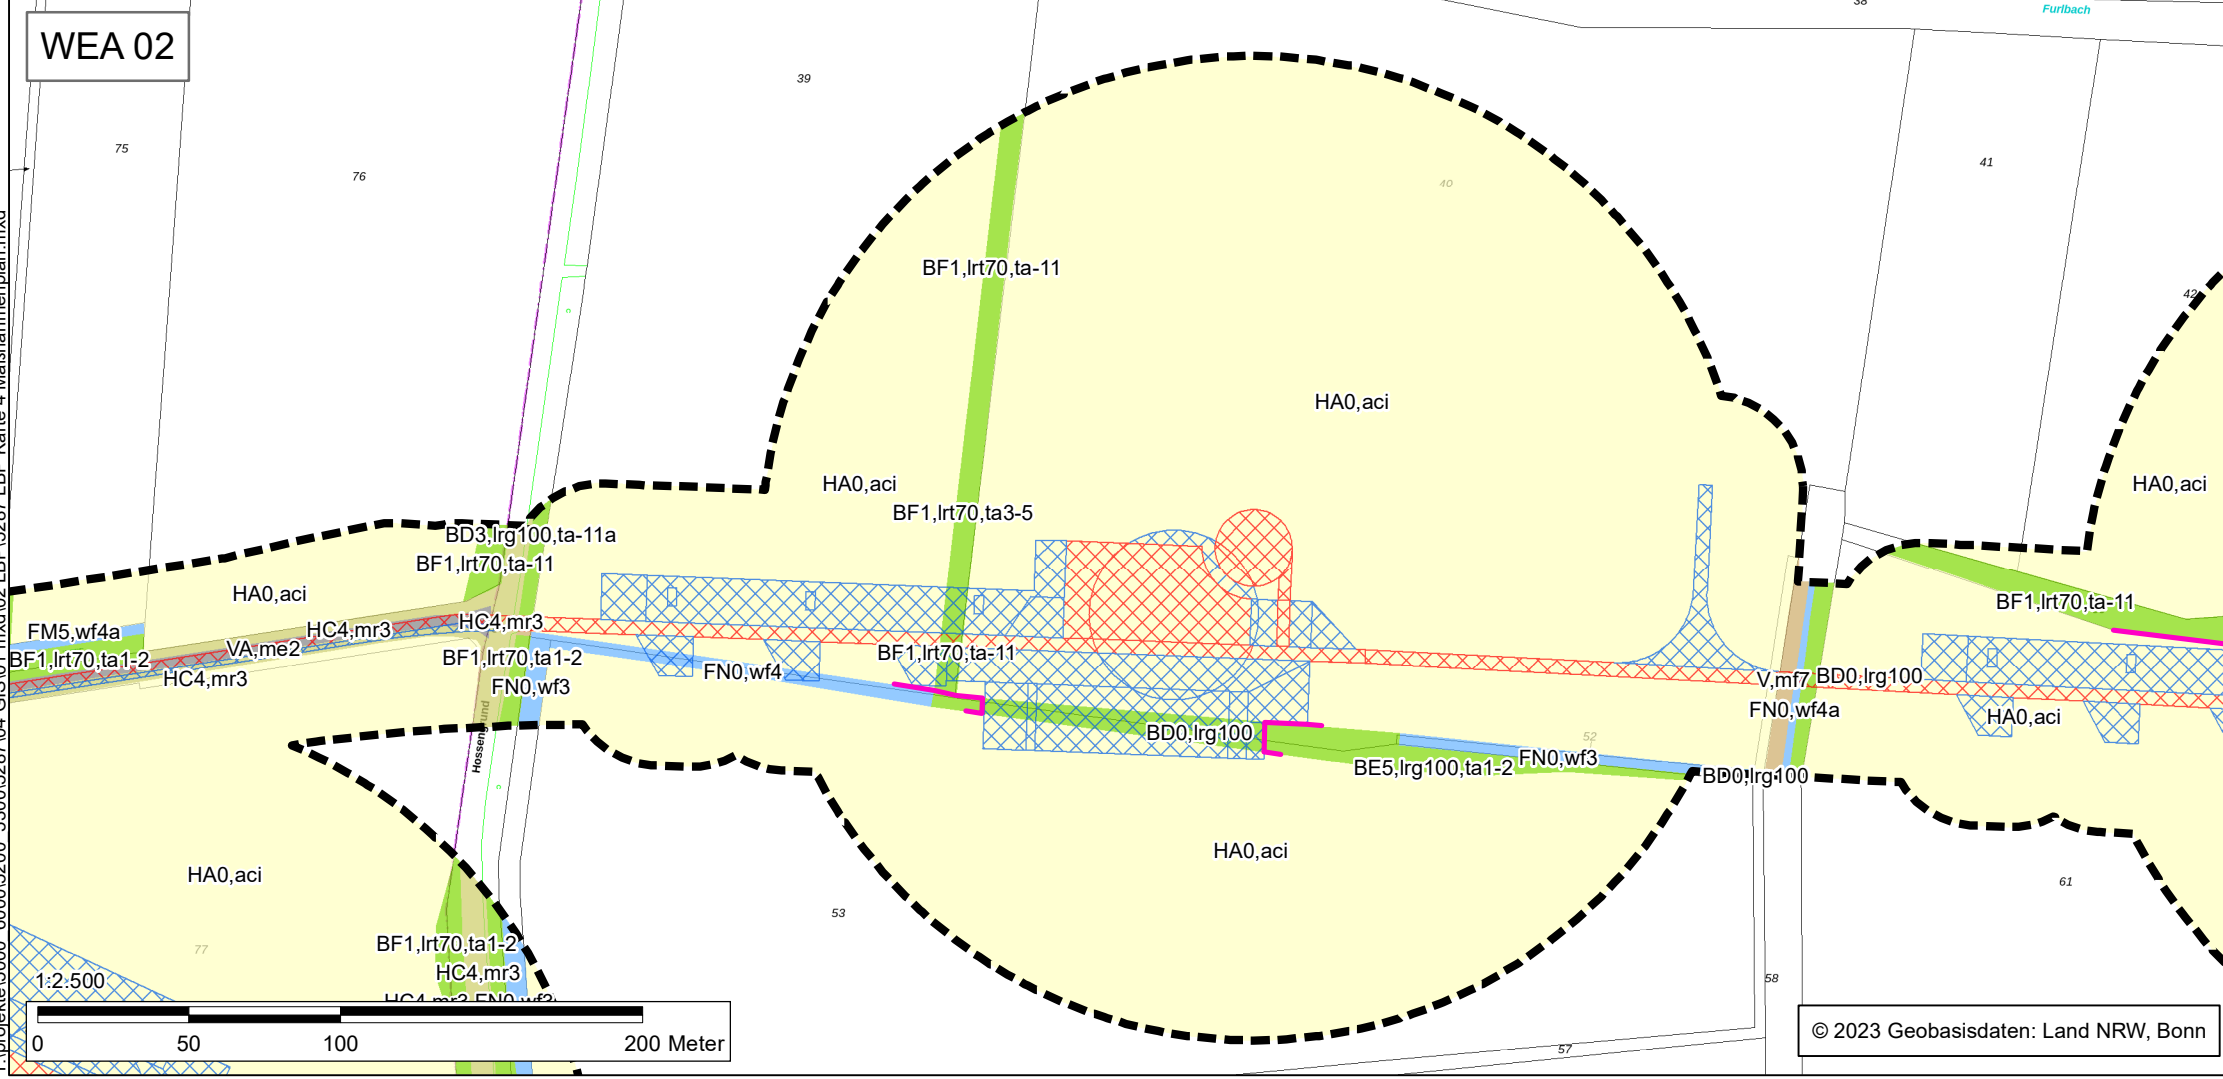 WEA 02
38
Furlbach
39
75
76
40
41
BF1,lrt70,ta-11
42
HA0,aci
HA0,aci
HA0,aci
BF1,lrt70,ta3-5
BD3,lrg100,ta-11a
BF1,lrt70,ta-11
HA0,aci
BF1,lrt70,ta-11
FM5,wf4a
HC4,mr3
HC4,mr3
VA,me2
BF1,lrt70,ta1-2
HC4,mr3
BF1,lrt70,ta1-2
BF1,lrt70,ta-11
FN0,wf4
FN0,wf3
V,mf7
BD0,lrg100
FN0,wf4a
HA0,aci
BD0,lrg100
52
FN0,wf3
BE5,lrg100,ta1-2
BD0,lrg100
HA0,aci
HA0,aci
61
53
77
BF1,lrt70,ta1-2
HC4,mr3
58
1:2.500
HC4,mr3
FN0,wf3
57
0 50 100 200 Meter
© 2023 Geobasisdaten: Land NRW, Bonn